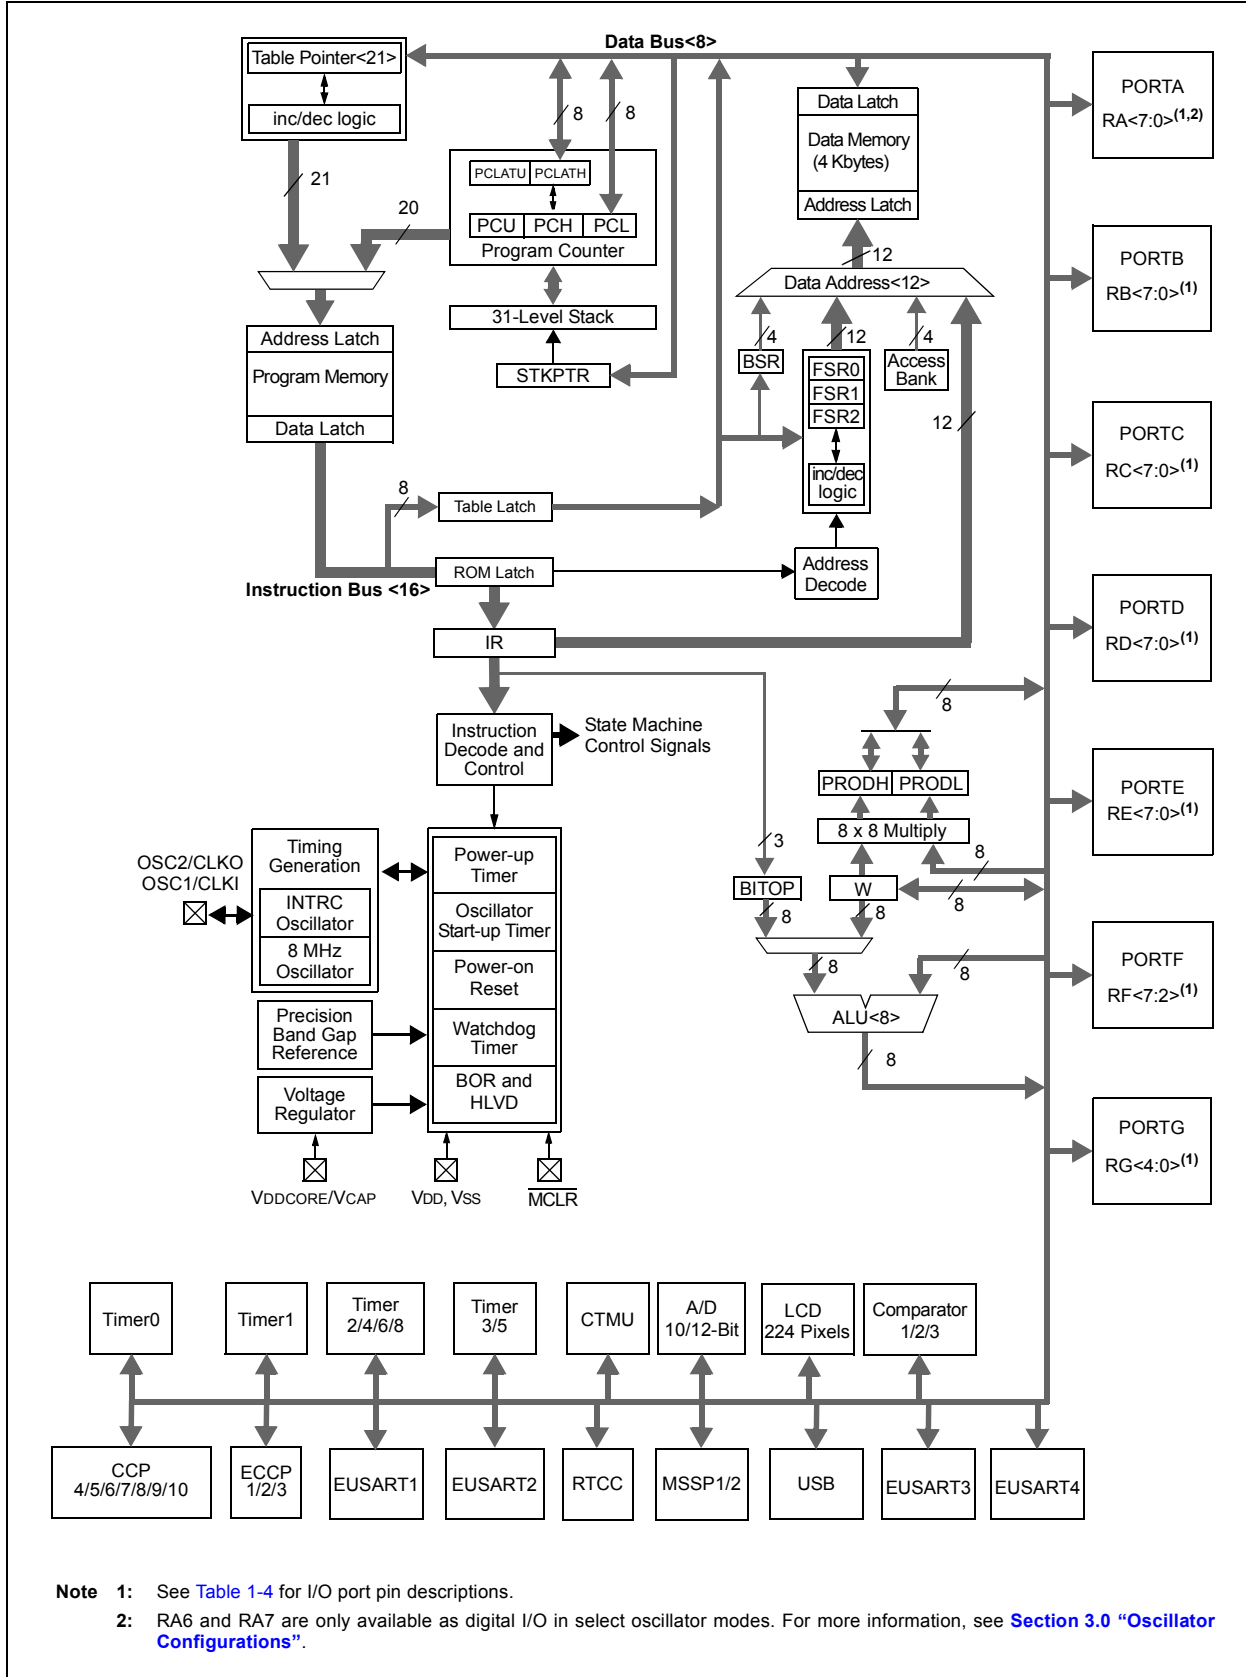 Data Bus<8>
Table Pointer<21>
inc/dec logic
21
8
8
PCLATU PCLATH
PCU PCH PCL
Program Counter
20
31-Level Stack
STKPTR
Address Latch
Program Memory
Data Latch
Data Latch
Data Memory
(4 Kbytes)
Address Latch
12
Data Address<12>
4
12
4
BSR
FSR0
FSR1
FSR2
inc/dec
logic
Access
Bank
12
8
Table Latch
ROM Latch
Instruction Bus <16>
Address
Decode
IR
Instruction
Decode and
Control
State Machine
Control Signals
8
PRODH PRODL
8 x 8 Multiply
3
8
BITOP
W
8
8
8
8
8
ALU<8>
8
OSC2/CLKO
OSC1/CLKI
Timing
Generation
INTRC
Oscillator
8 MHz
Oscillator
Precision
Band Gap
Reference
Voltage
Regulator
Power-up
Timer
Oscillator
Start-up Timer
Power-on
Reset
Watchdog
Timer
BOR and
HLVD
VDDCORE/VCAP
VDD, VSS
MCLR
PORTA
RA<7:0>(1,2)
PORTB
RB<7:0>(1)
PORTC
RC<7:0>(1)
PORTD
RD<7:0>(1)
PORTE
RE<7:0>(1)
PORTF
RF<7:2>(1)
PORTG
RG<4:0>(1)
Timer0
Timer1
Timer
2/4/6/8
Timer
3/5
CTMU
A/D
10/12-Bit
LCD
224 Pixels
Comparator
1/2/3
CCP
4/5/6/7/8/9/10
ECCP
1/2/3
EUSART1
EUSART2
RTCC
MSSP1/2
USB
EUSART3
EUSART4
Note 1: See Table 1-4 for I/O port pin descriptions.
2: RA6 and RA7 are only available as digital I/O in select oscillator modes. For more information, see Section 3.0 “Oscillator
Configurations”.